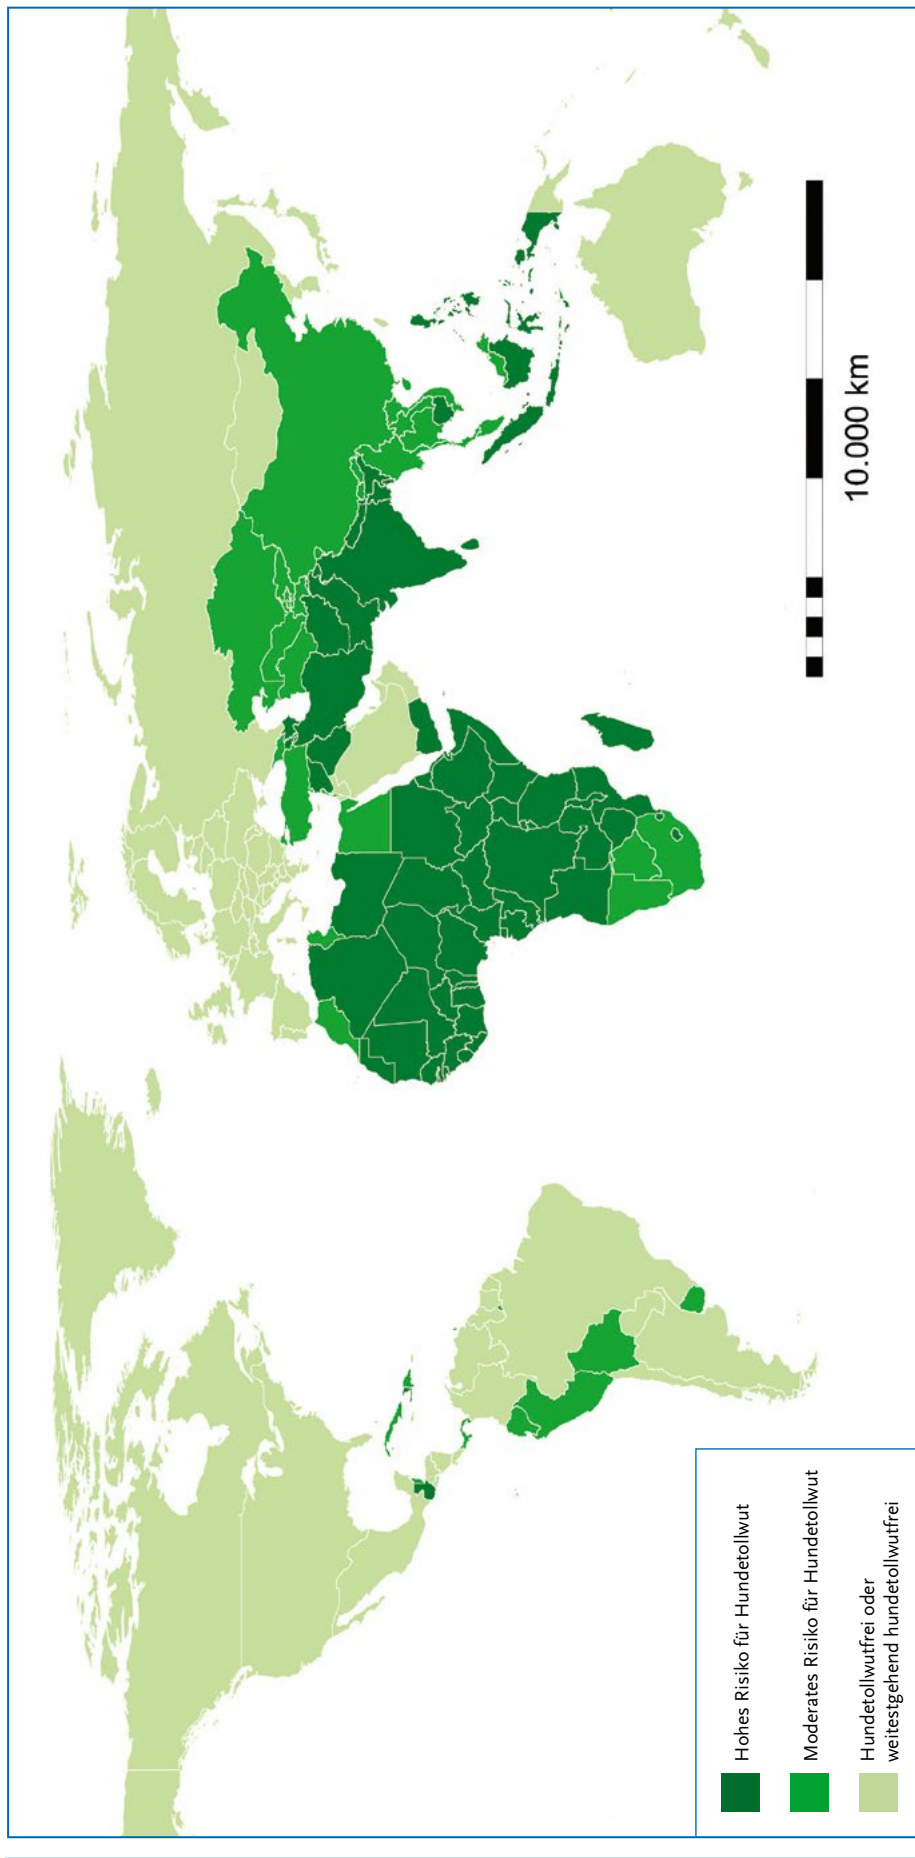 10.000 km
Hohes Risiko für Hundetollwut
Moderates Risiko für Hundetollwut
Hundetollwutfrei oder
weitestgehend hundetollwutfrei